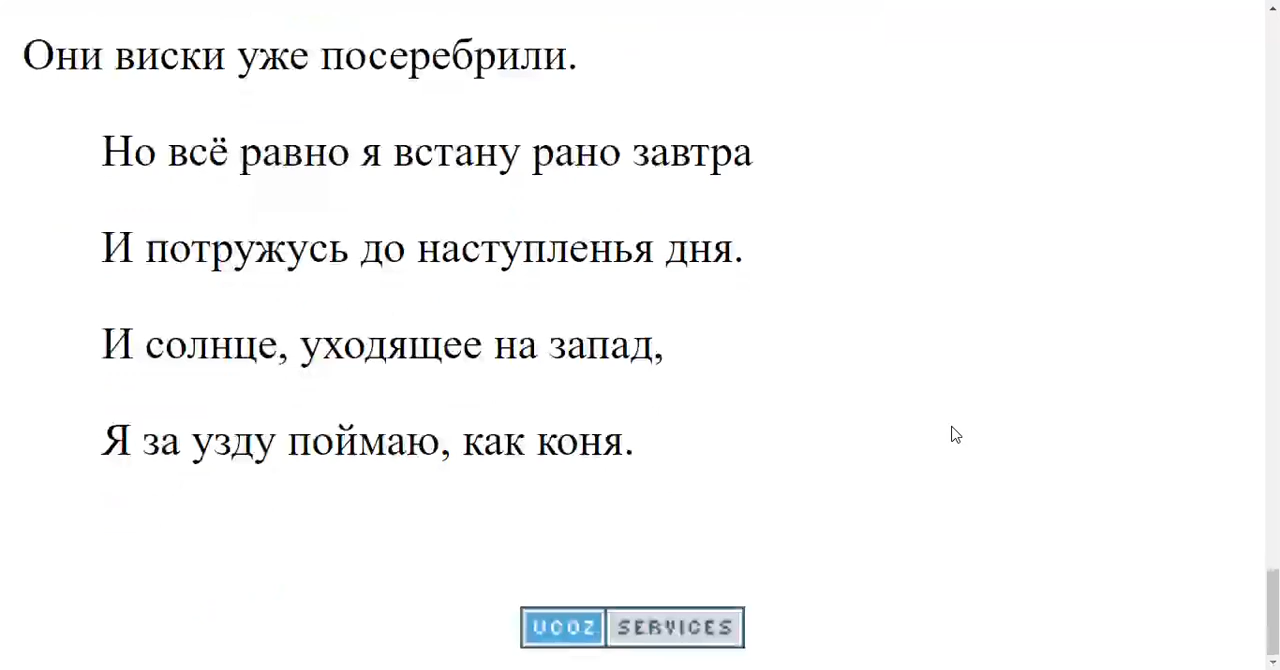 Они виски уже посеребрили.
Но всё равно я встану рано завтра
И потружусь до наступленья дня.
И солнце, уходящее на запад,
Я за узду поймаю, как коня.
UCOZ SERVICES